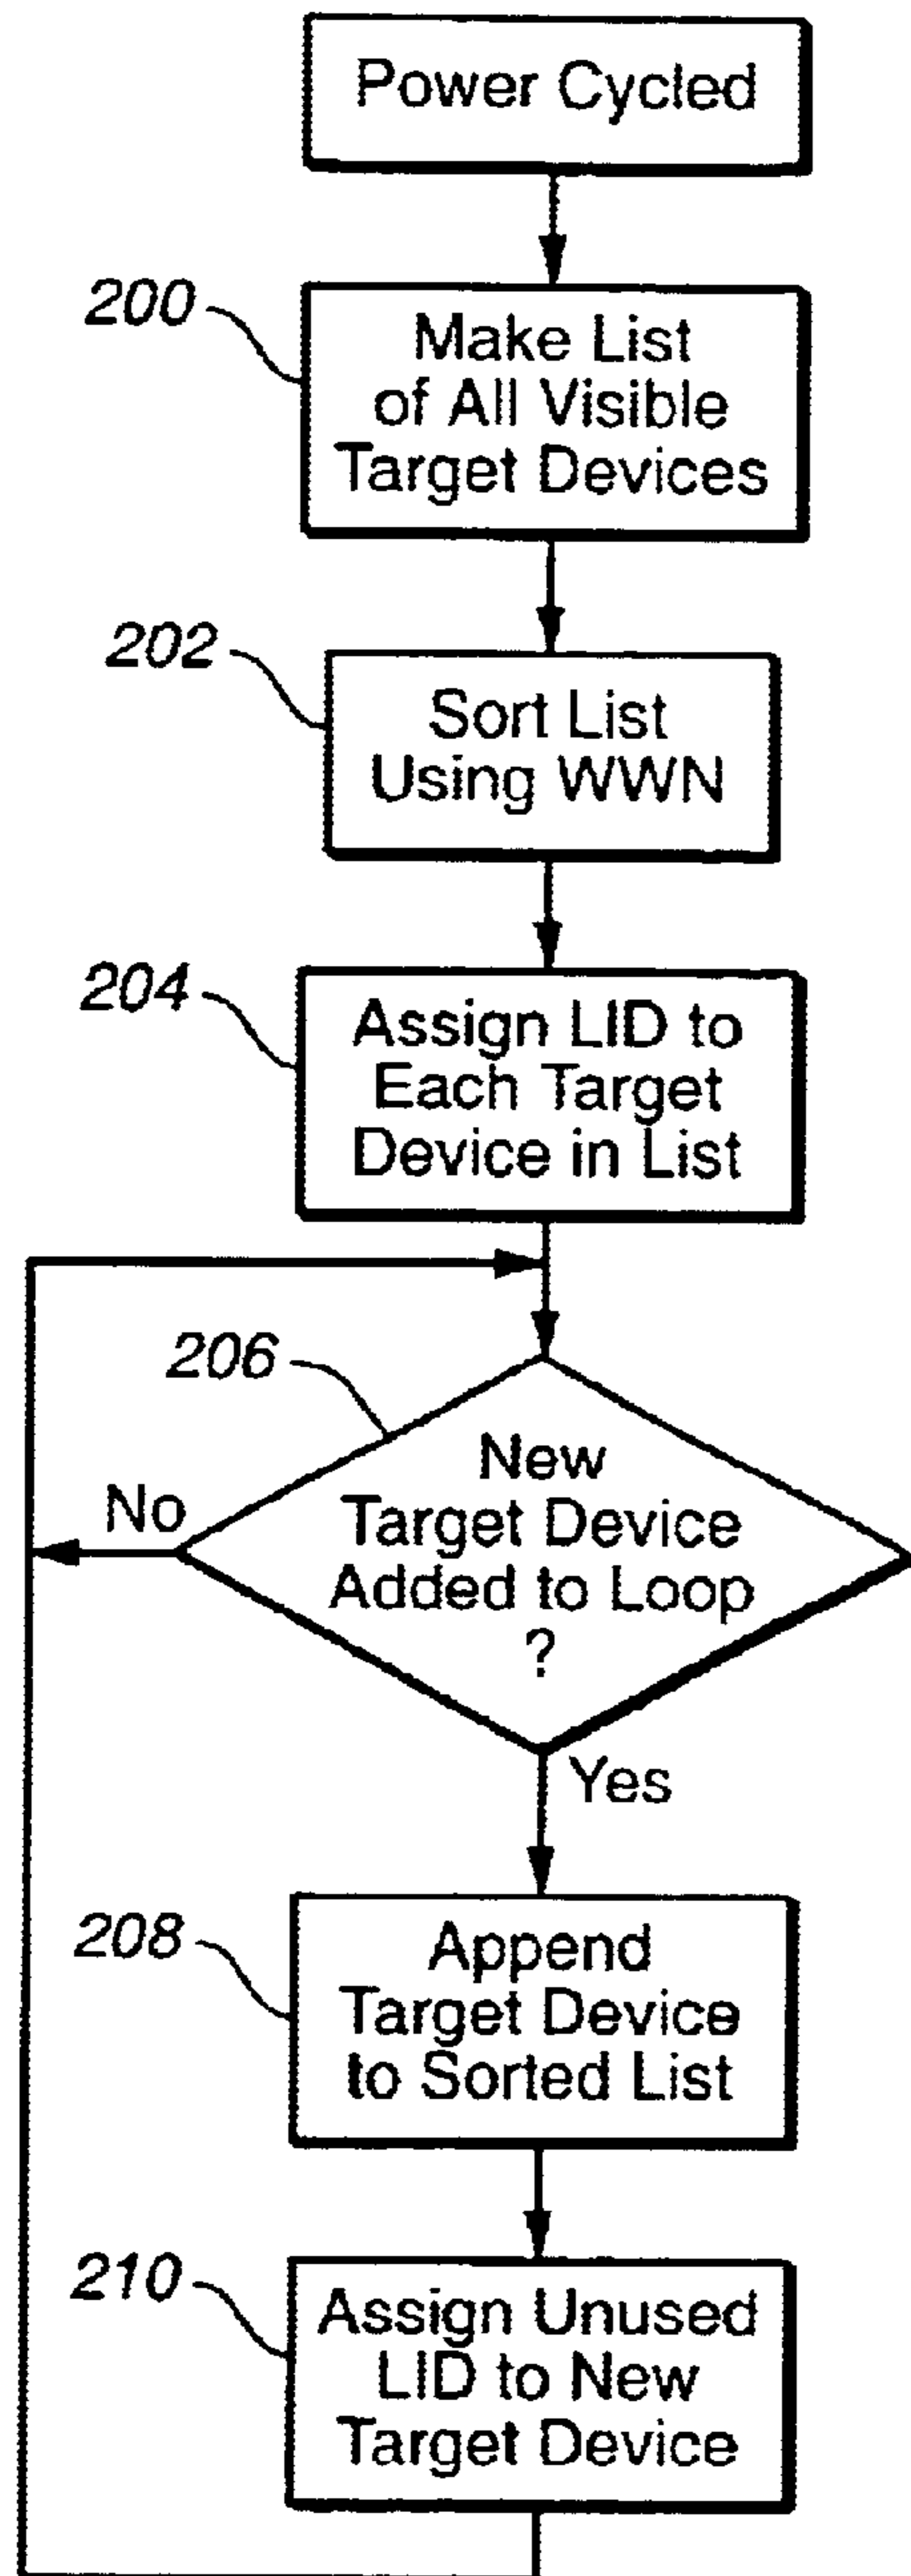 Power Cycled
200
Make List
of All Visible
Target Devices
202
Sort List
Using WWN
204
Assign LID to
Each Target
Device in List
206
New
Target Device
Added to Loop
?
No
Yes
208
Append
Target Device
to Sorted List
210
Assign Unused
LID to New
Target Device